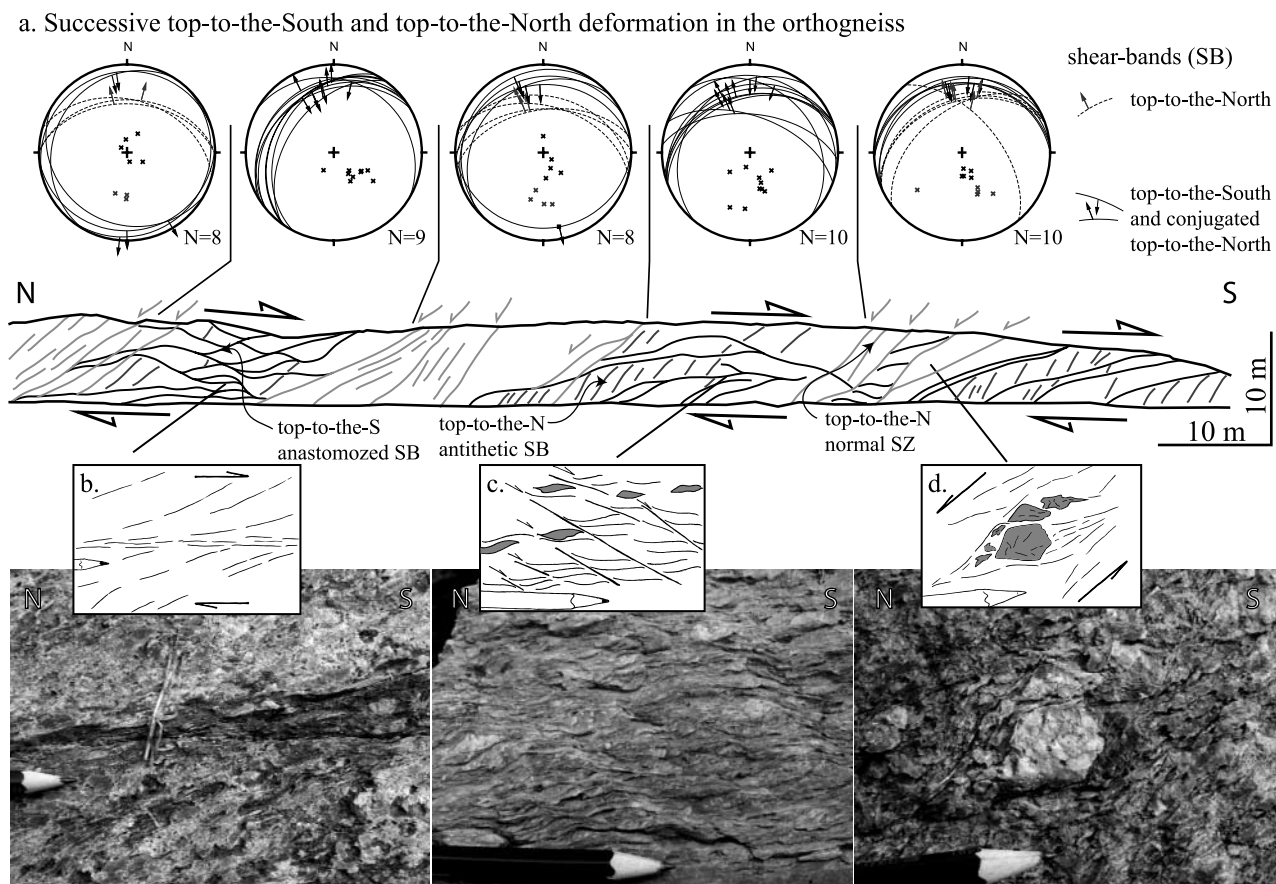 a. Successive top-to-the-South and top-to-the-North deformation in the orthogneiss
N
N
N
N
N
shear-bands (SB)
top-to-the-North
top-to-the-South
and conjugated
top-to-the-North
N=8
N=9
N=8
N=10
N=10
N
S
top-to-the-S
anastomozed SB
top-to-the-N
antithetic SB
top-to-the-N
normal SZ
10 m
10 m
b.
c.
d.
N
S
N
S
N
S